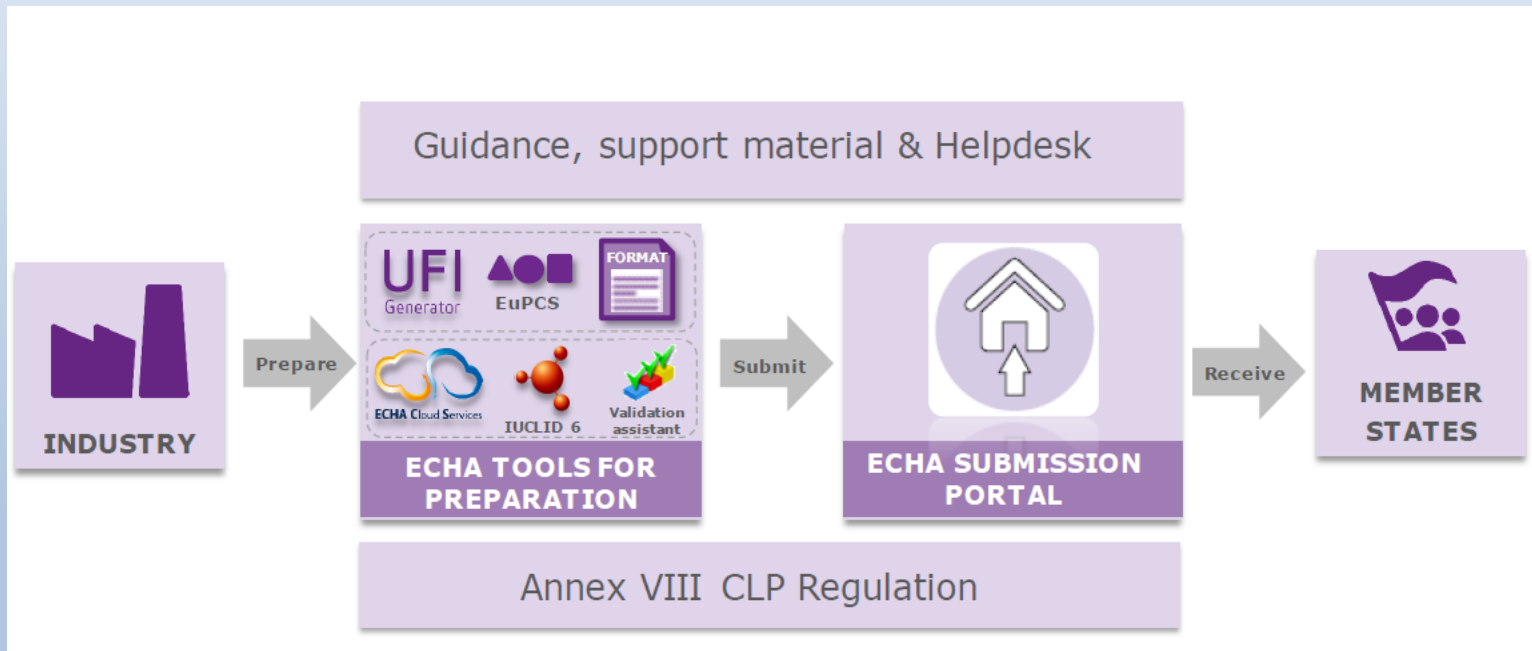 Guidance, support material & Helpdesk
INDUSTRY
Prepare
UFI
Generator
EuPCS
FORMAT
ECHA Cloud Services
IUCLID 6
Validation
assistant
ECHA TOOLS FOR
PREPARATION
Submit
ECHA SUBMISSION
PORTAL
Receive
MEMBER
STATES
Annex VIII CLP Regulation